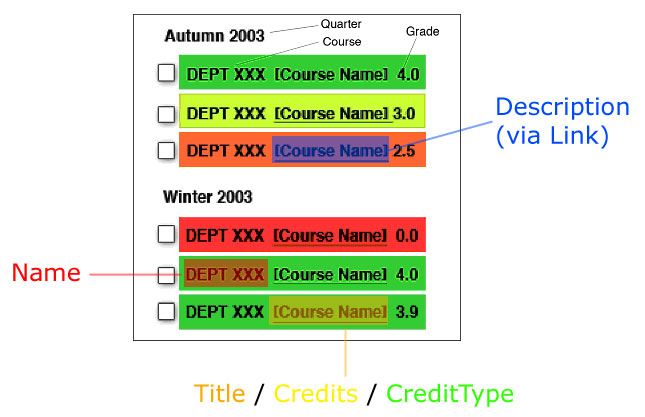 Autumn 2003
Quarter
Course
Grade
DEPT XXX [Course Name] 4.0
DEPT XXX [Course Name] 3.0
DEPT XXX [Course Name] 2.5
Description
(via Link)
Winter 2003
DEPT XXX [Course Name] 0.0
Name
DEPT XXX [Course Name] 4.0
DEPT XXX [Course Name] 3.9
Title / Credits / CreditType